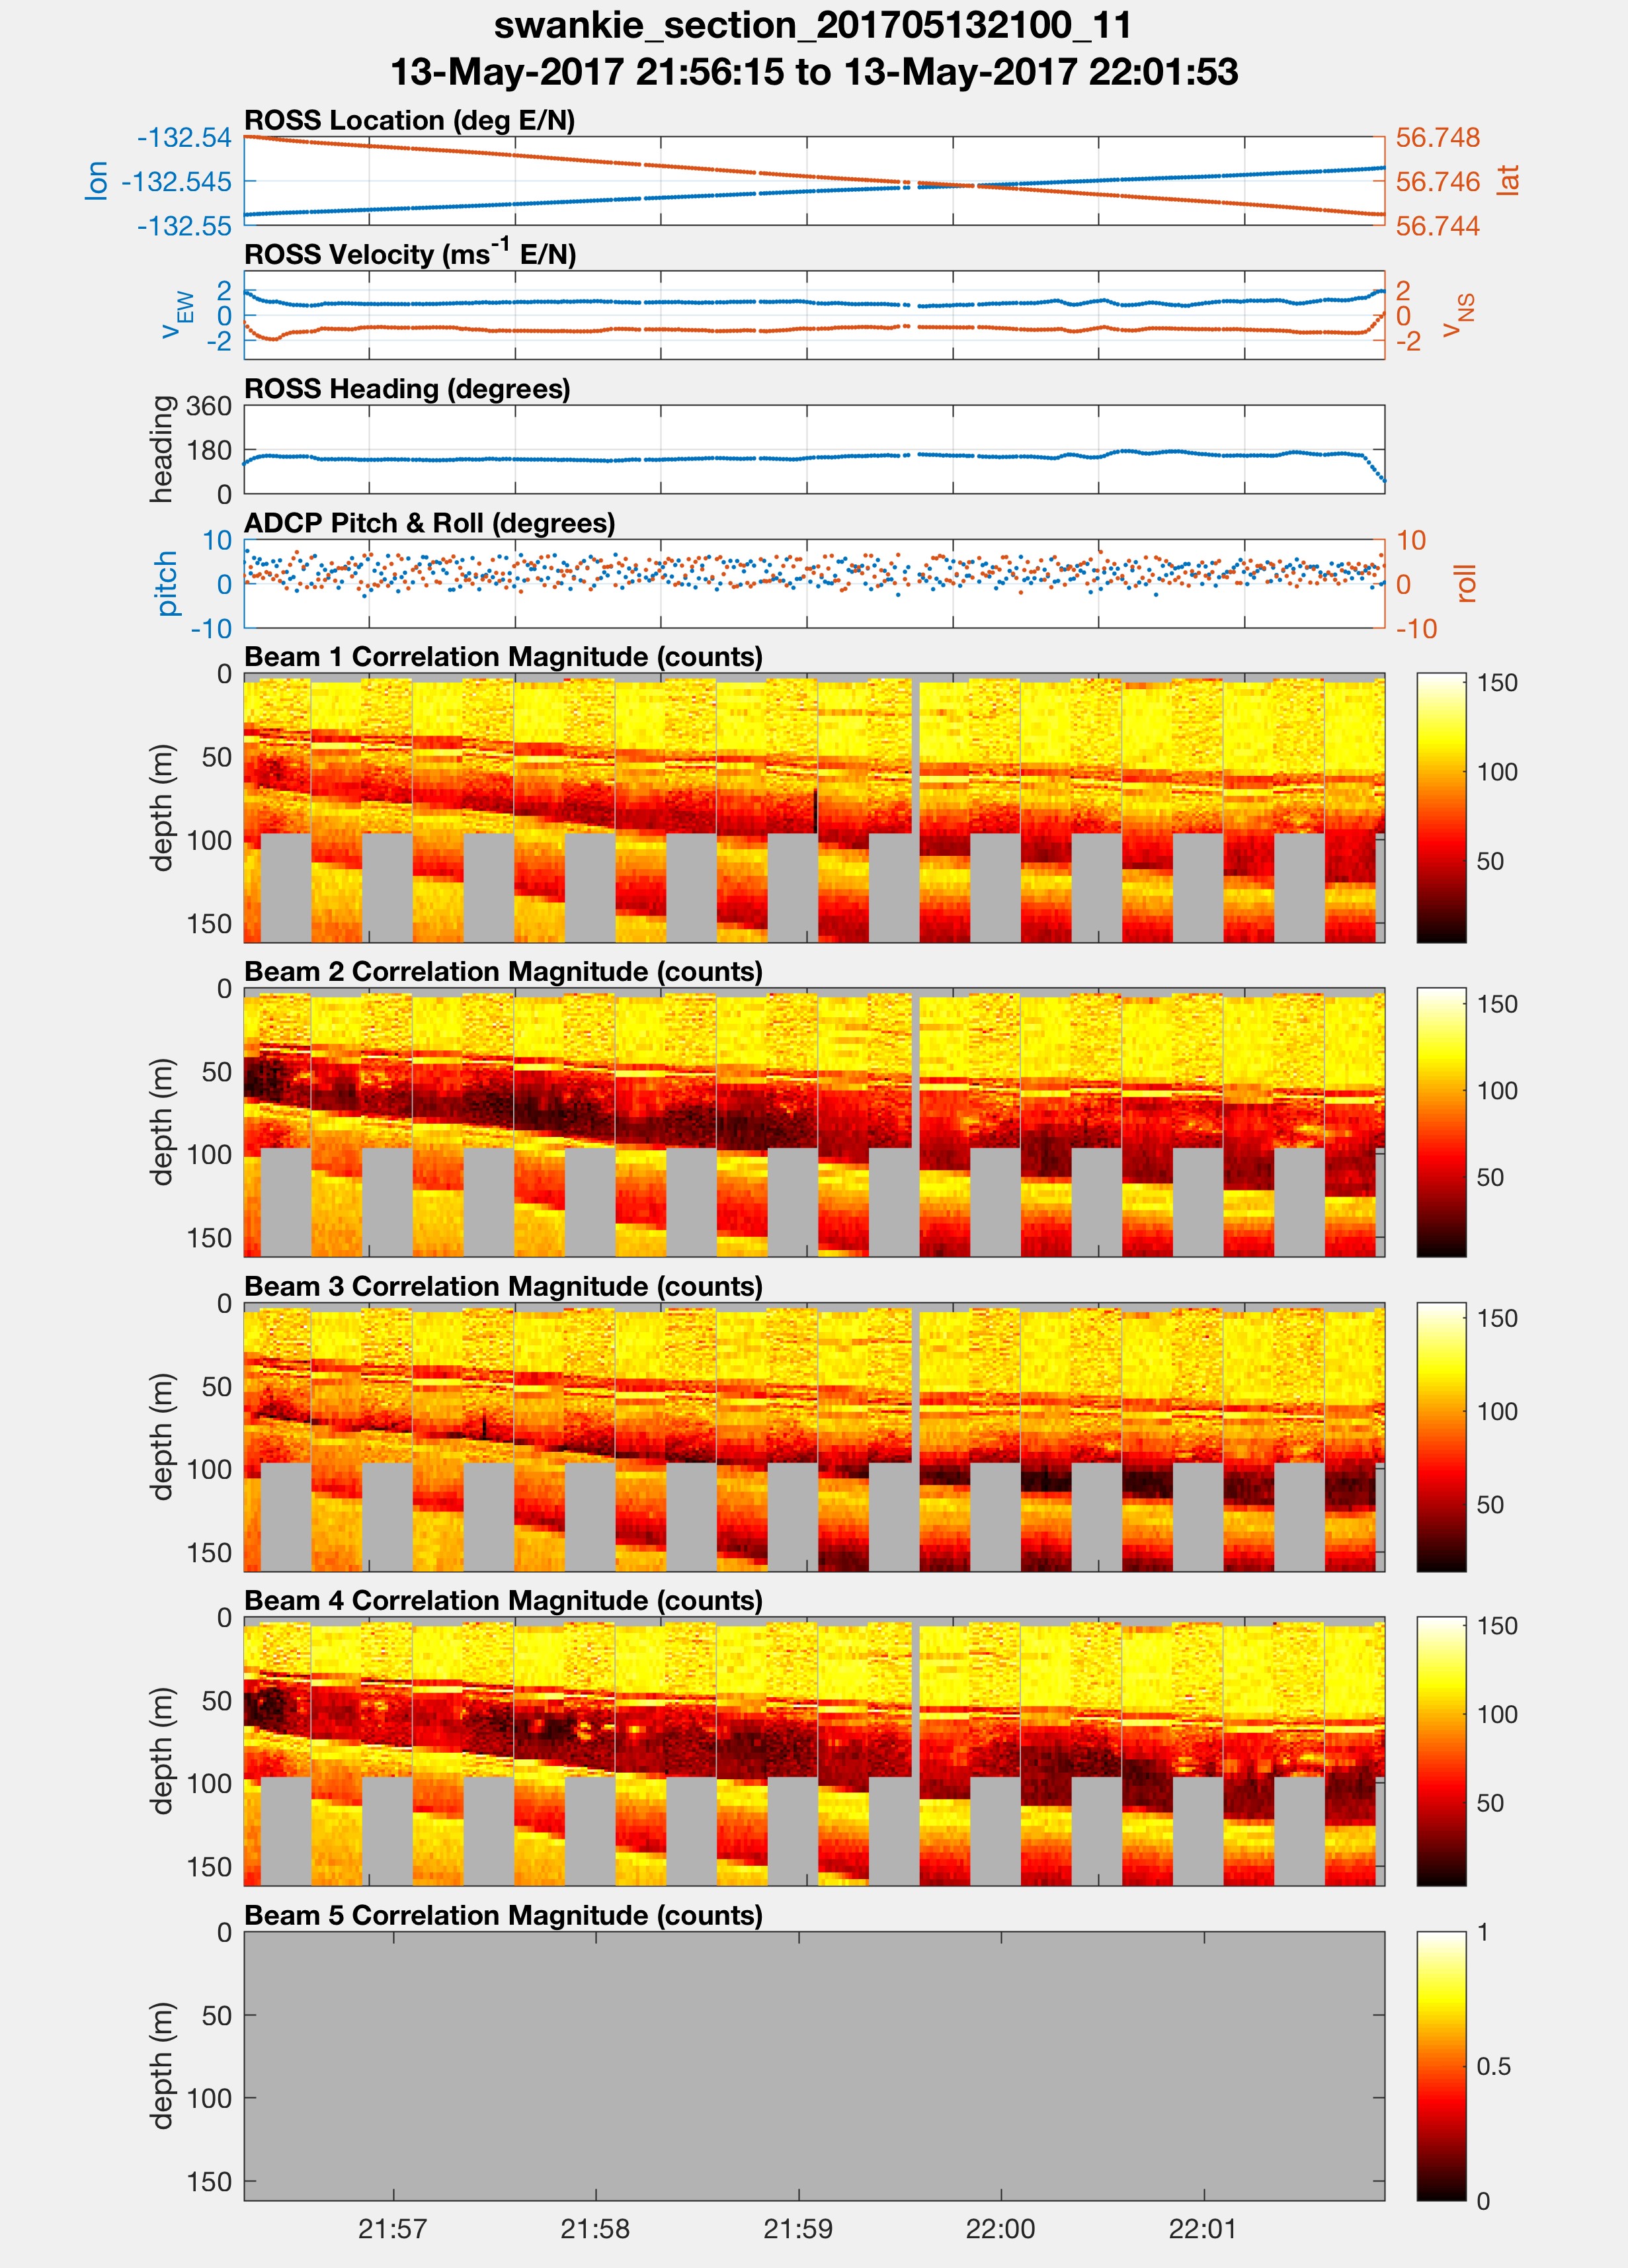 swankie_section_201705132100_11
13-May-2017 21:56:15 to 13-May-2017 22:01:53
ROSS Location (deg E/N)
-132.54
-132.545
-132.55
lon
56.748
56.746
56.744
lat
ROSS Velocity (ms-1 E/N)
2
0
-2
vEW
2
0
-2
vNS
ROSS Heading (degrees)
360
180
0
heading
ADCP Pitch & Roll (degrees)
10
0
-10
pitch
10
0
-10
roll
Beam 1 Correlation Magnitude (counts)
0
50
100
150
depth (m)
150
100
50
Beam 2 Correlation Magnitude (counts)
0
50
100
150
depth (m)
150
100
50
Beam 3 Correlation Magnitude (counts)
0
50
100
150
depth (m)
150
100
50
Beam 4 Correlation Magnitude (counts)
0
50
100
150
depth (m)
150
100
50
Beam 5 Correlation Magnitude (counts)
0
50
100
150
depth (m)
1
0.5
0
21:57 21:58 21:59 22:00 22:01